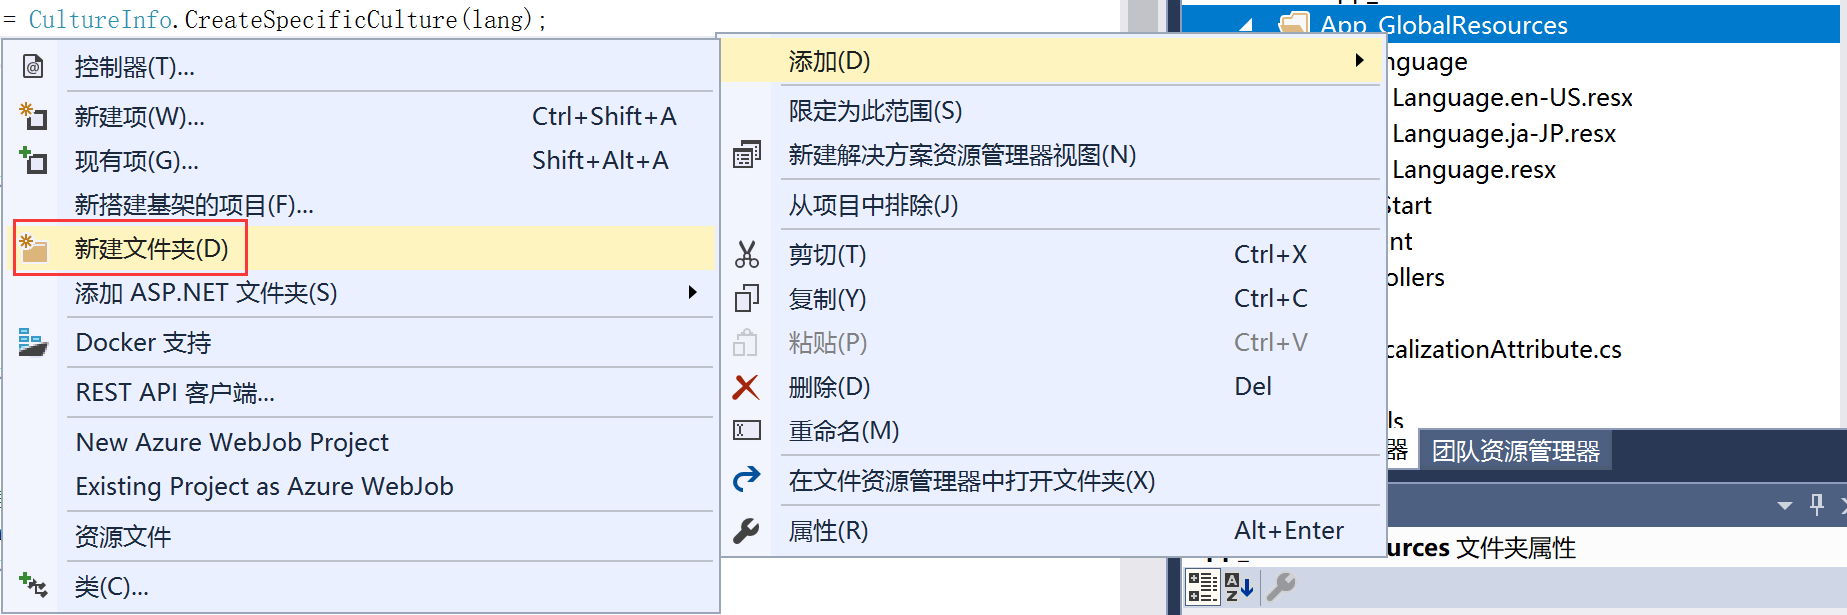 = CultureInfo.CreateSpecificCulture(lang);
控制器(T)...
新建项(W)... Ctrl+Shift+A
现有项(G)... Shift+Alt+A
新搭建基架的项目(F)...
新建文件夹(D)
添加 ASP.NET 文件夹(S)
Docker 支持
REST API 客户端...
New Azure WebJob Project
Existing Project as Azure WebJob
资源文件
类(C)...
添加(D)
限定为此范围(S)
新建解决方案资源管理器视图(N)
从项目中排除(J)
剪切(T) Ctrl+X
复制(Y) Ctrl+C
粘贴(P) Ctrl+V
删除(D) Del
重命名(M)
在文件资源管理器中打开文件夹(X)
属性(R) Alt+Enter
App_GlobalResources
nguage
Language.en-US.resx
Language.ja-JP.resx
Language.resx
Start
nt
ollers
calizationAttribute.cs
ls
器 团队资源管理器
urces 文件夹属性